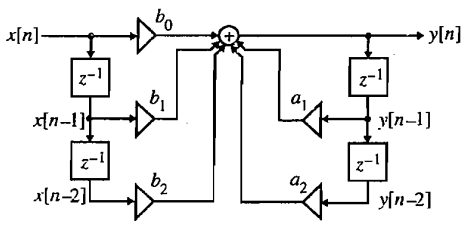 x[n] b₀ + y[n]
z⁻¹ z⁻¹
b₁ a₁
x[n–1] y[n–1]
z⁻¹ z⁻¹
b₂ a₂
x[n–2] y[n–2]